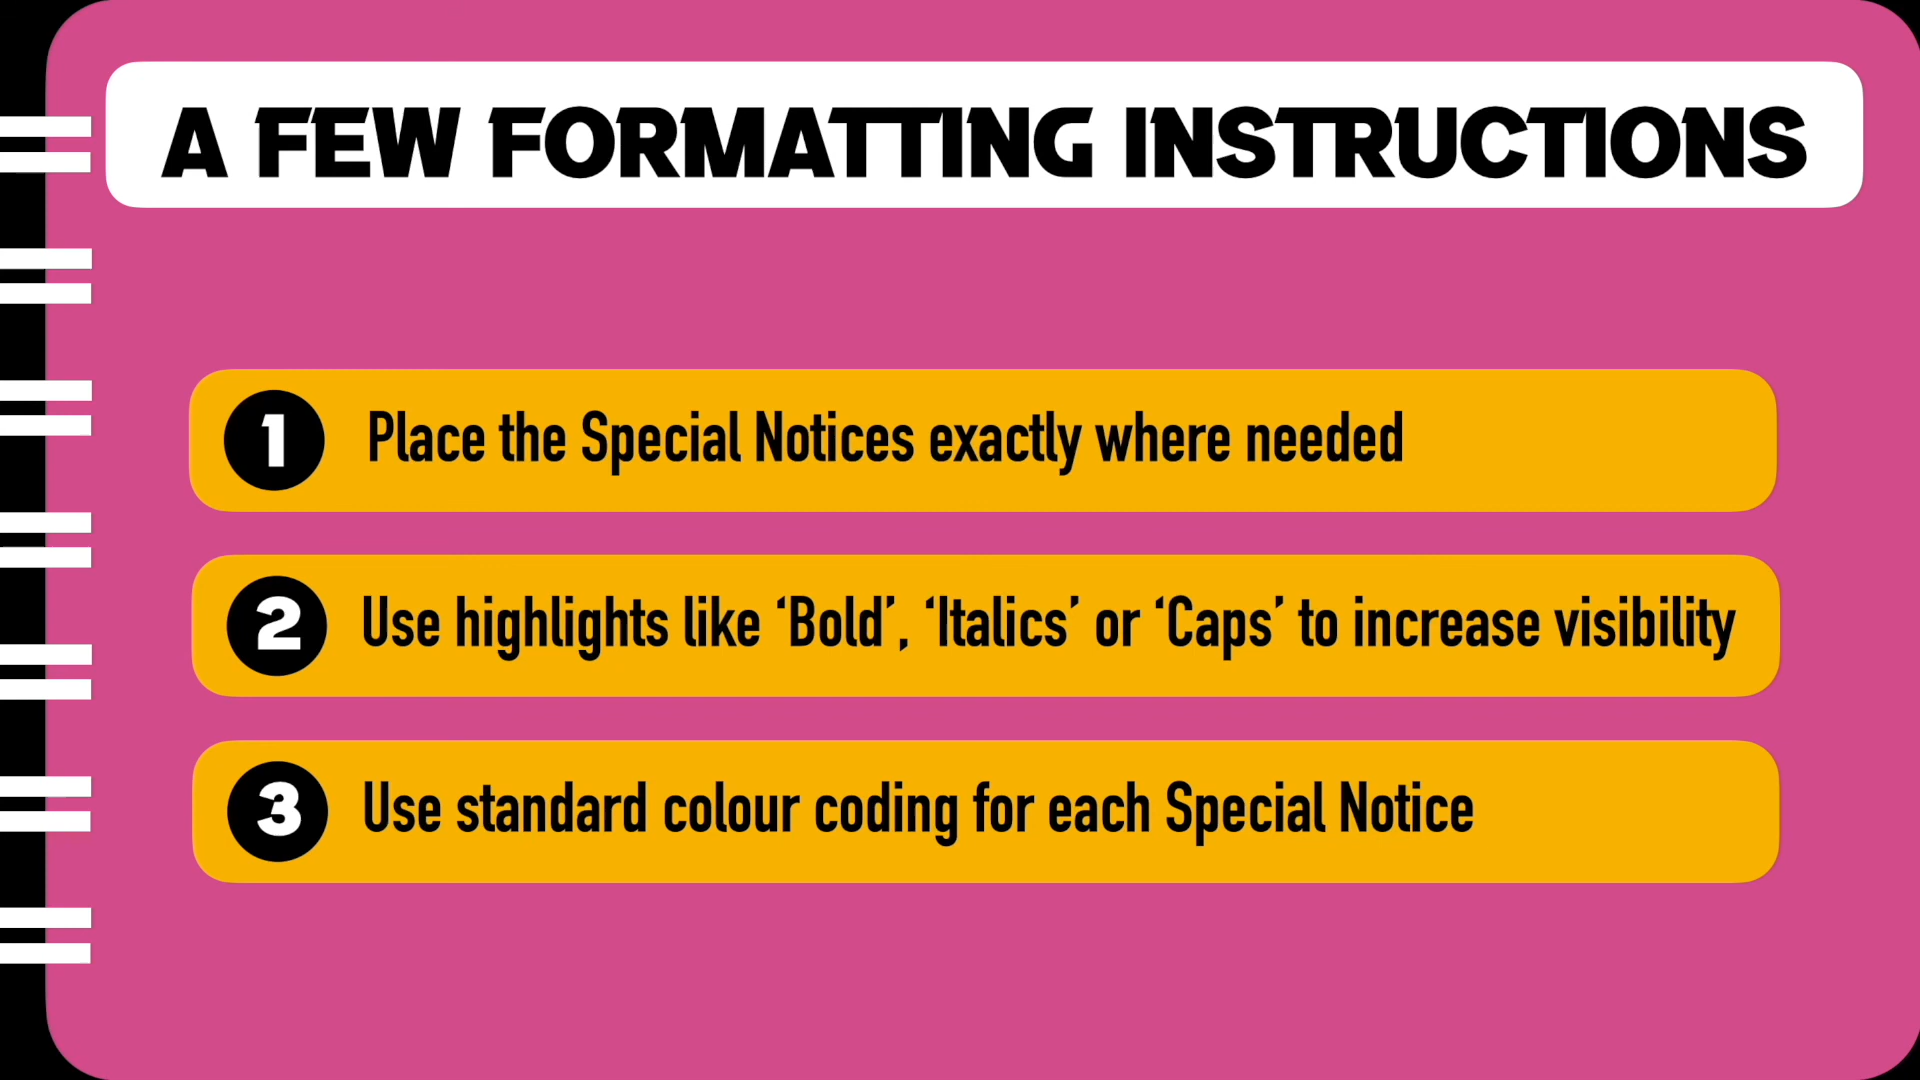 A FEW FORMATTING INSTRUCTIONS
1 Place the Special Notices exactly where needed
2 Use highlights like ‘Bold’, ‘Italics’ or ‘Caps’ to increase visibility
3 Use standard colour coding for each Special Notice